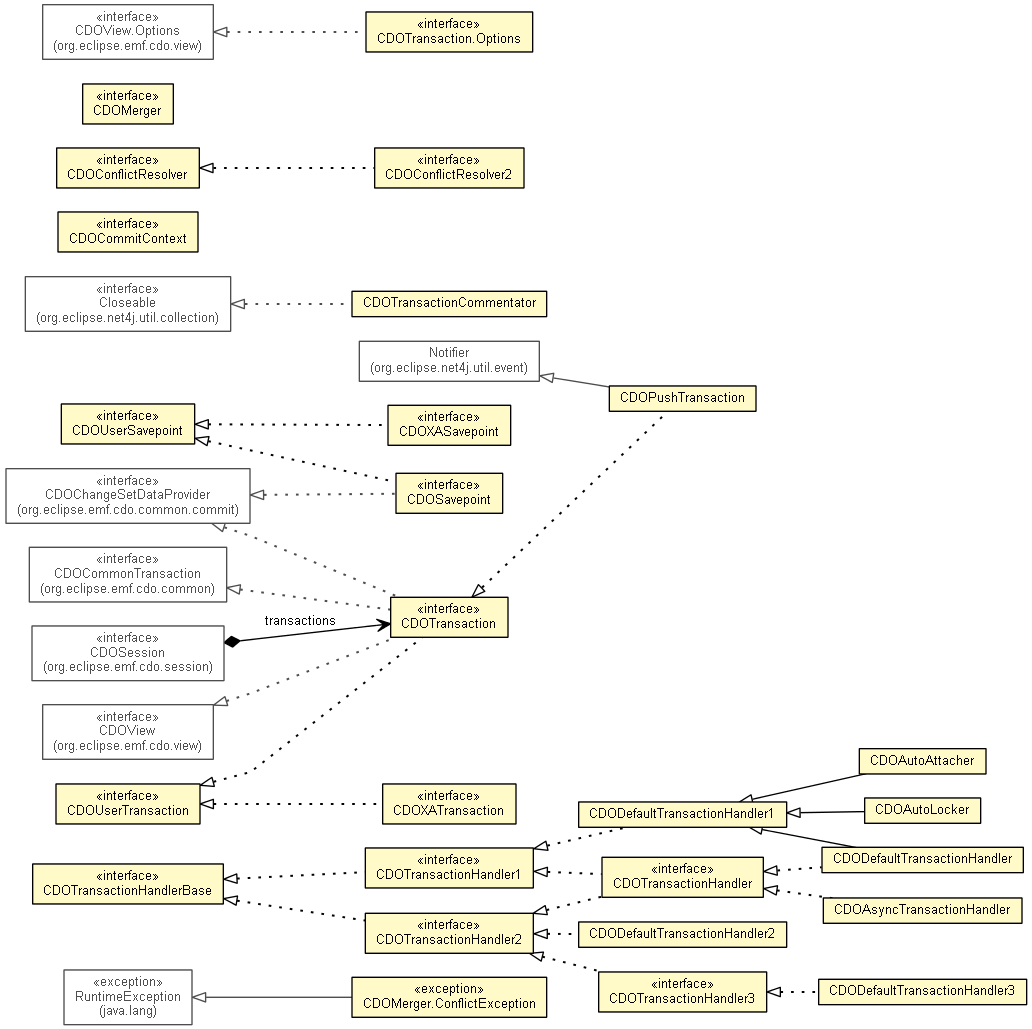 «interface»
CDOView.Options
(org.eclipse.emf.cdo.view)
«interface»
CDOTransaction.Options
«interface»
CDOMerger
«interface»
CDOConflictResolver
«interface»
CDOConflictResolver2
«interface»
CDOCommitContext
«interface»
Closeable
(org.eclipse.net4j.util.collection)
CDOTransactionCommentator
Notifier
(org.eclipse.net4j.util.event)
CDOPushTransaction
«interface»
CDOUserSavepoint
«interface»
CDOXASavepoint
«interface»
CDOChangeSetDataProvider
(org.eclipse.emf.cdo.common.commit)
«interface»
CDOSavepoint
«interface»
CDOCommonTransaction
(org.eclipse.emf.cdo.common)
«interface»
CDOTransaction
transactions
«interface»
CDOSession
(org.eclipse.emf.cdo.session)
«interface»
CDOView
(org.eclipse.emf.cdo.view)
«interface»
CDOUserTransaction
«interface»
CDOXATransaction
CDOAutoAttacher
CDODefaultTransactionHandler1
CDOAutoLocker
CDODefaultTransactionHandler
«interface»
CDOTransactionHandlerBase
«interface»
CDOTransactionHandler1
«interface»
CDOTransactionHandler
CDOAsyncTransactionHandler
«interface»
CDOTransactionHandler2
CDODefaultTransactionHandler2
«interface»
CDOTransactionHandler3
CDODefaultTransactionHandler3
«exception»
RuntimeException
(java.lang)
«exception»
CDOMerger.ConflictException